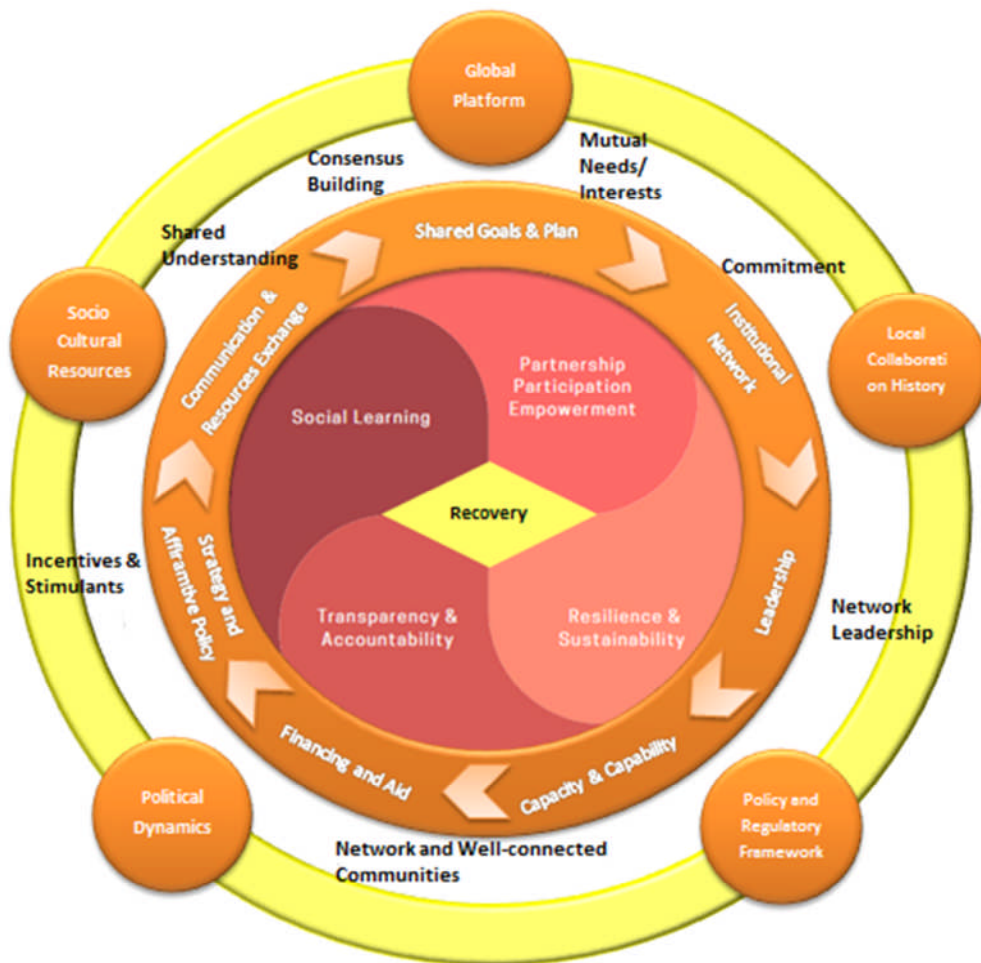 Global
Platform
Consensus
Building
Mutual
Needs/
Interests
Shared
Understanding
Shared Goals & Plan
Commitment
Socio
Cultural
Resources
Communication &
Resources Exchange
Institutional
Network
Local
Collaborati
on History
Social Learning
Partnership
Participation
Empowerment
Recovery
Incentives &
Stimulants
Strategy and
Affiramtive Policy
Transparency &
Accountability
Resilience &
Sustainability
Leadership
Network
Leadership
Financing and Aid
Capacity & Capability
Political
Dynamics
Network and Well-connected
Communities
Policy and
Regulatory
Framework